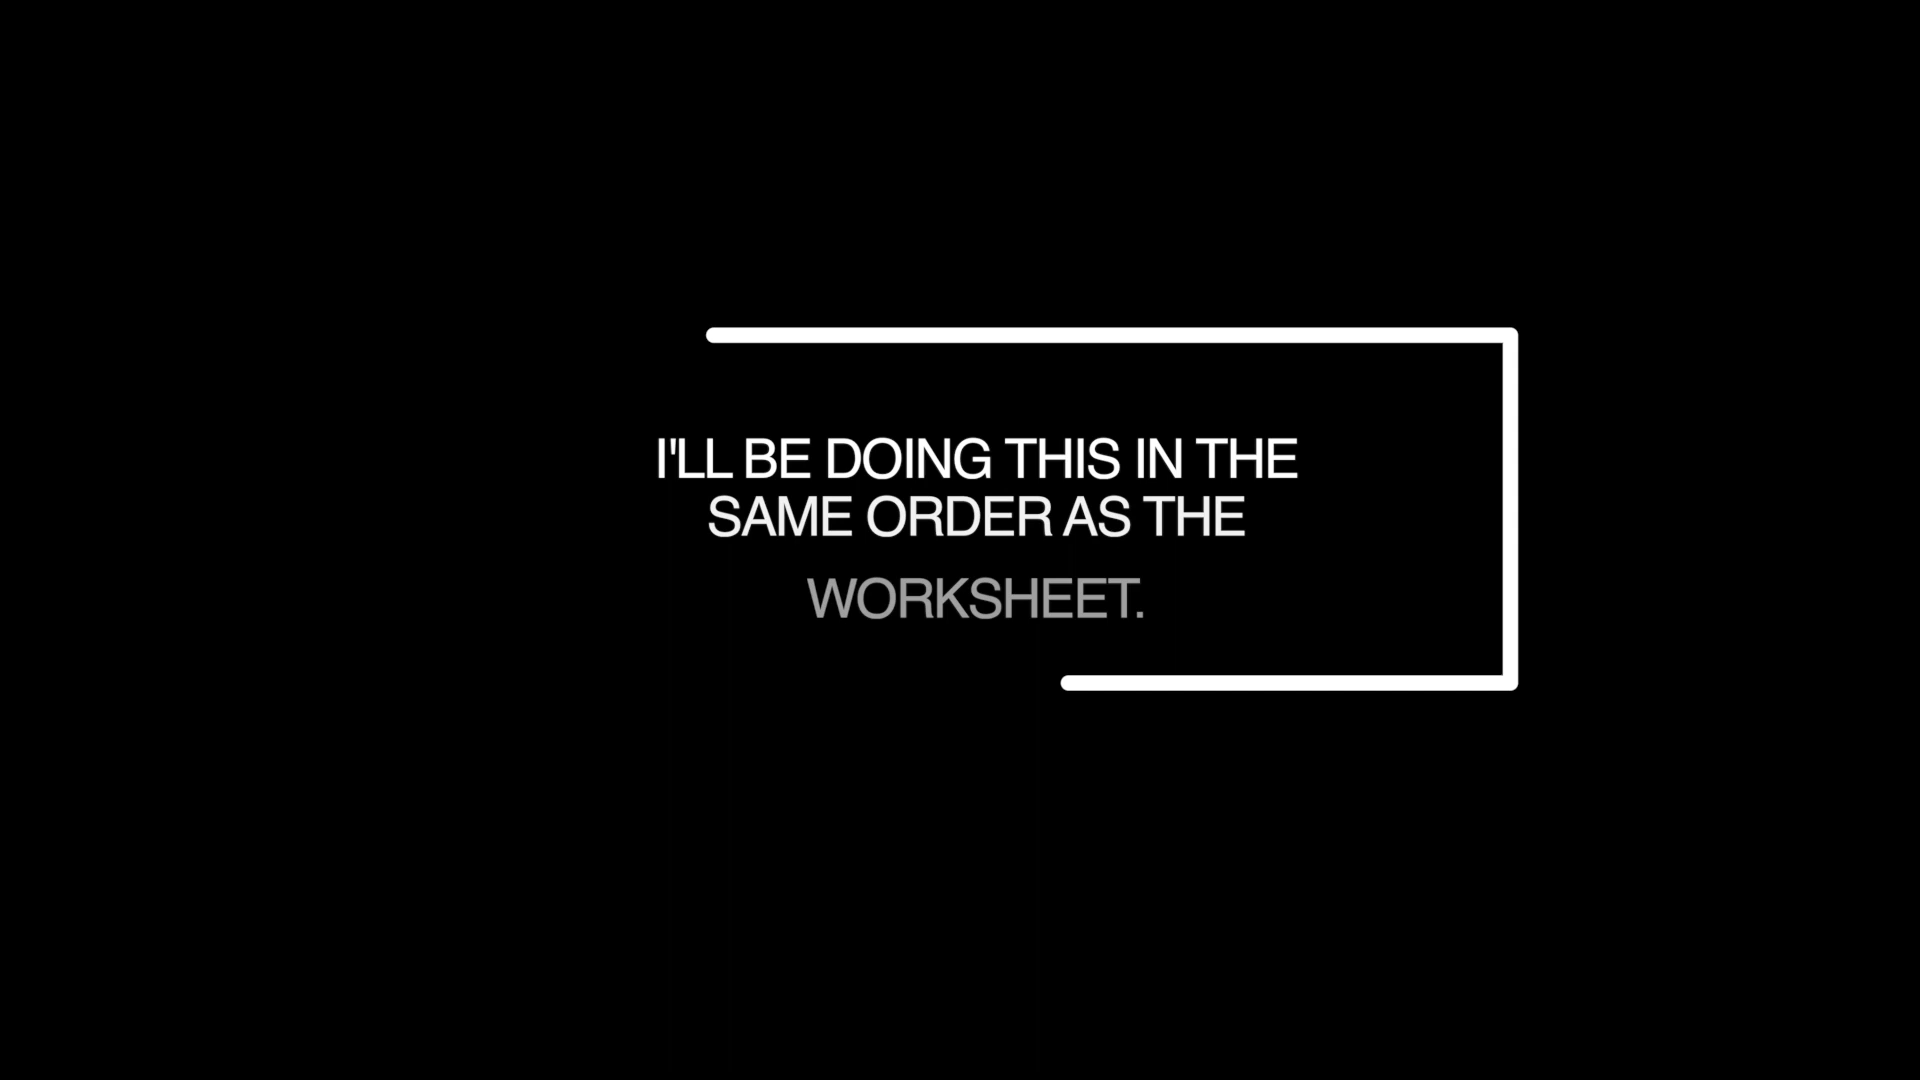 I'LL BE DOING THIS IN THE
SAME ORDER AS THE
WORKSHEET.